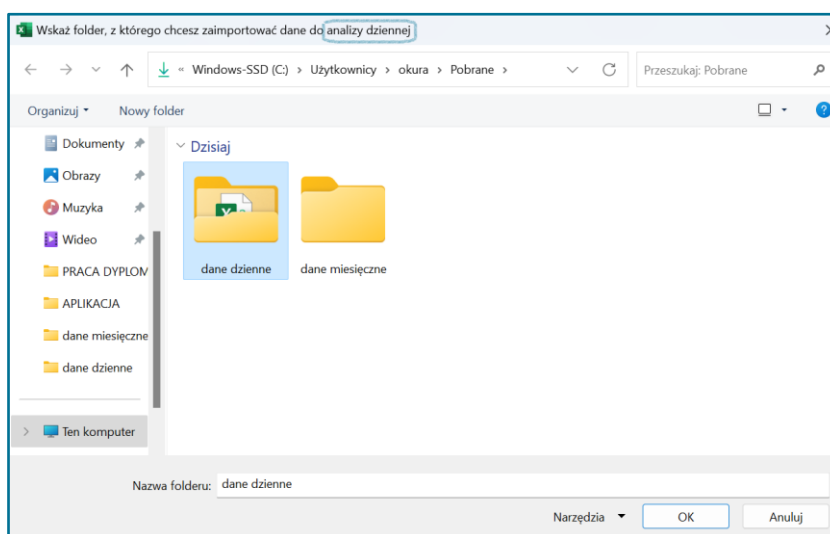 Wskaż folder, z którego chcesz zaimportować dane do analizy dziennej
« Windows-SSD (C:) > Użytkownicy > okura > Pobrane >
Przeszukaj: Pobrane
Organizuj
Nowy folder
Dokumenty
Obrazy
Muzyka
Wideo
PRACA DYPLOM
APLIKACJA
dane miesięczne
dane dzienne
Ten komputer
Dzisiaj
dane dzienne
dane miesięczne
Nazwa folderu: dane dzienne
Narzędzia
OK
Anuluj